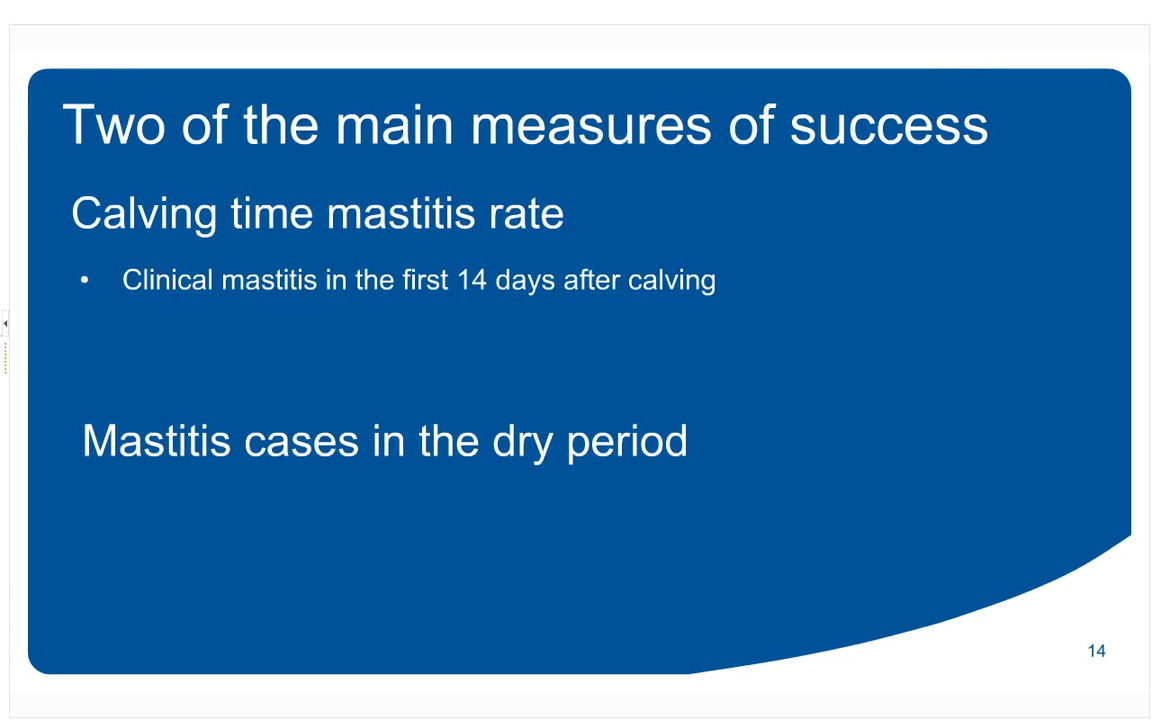 Two of the main measures of success
Calving time mastitis rate
• Clinical mastitis in the first 14 days after calving
Mastitis cases in the dry period
14